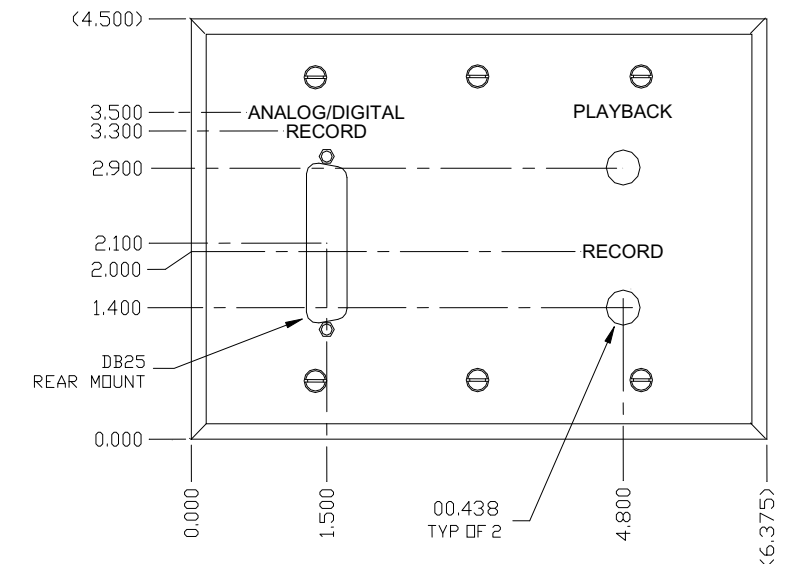 (4.500)
3.500
ANALOG/DIGITAL
PLAYBACK
3.300
RECORD
2.900
2.100
2.000
RECORD
1.400
DB25
REAR MOUNT
0.000
0.000
1.500
00.438
TYP OF 2
4.800
(6.375)